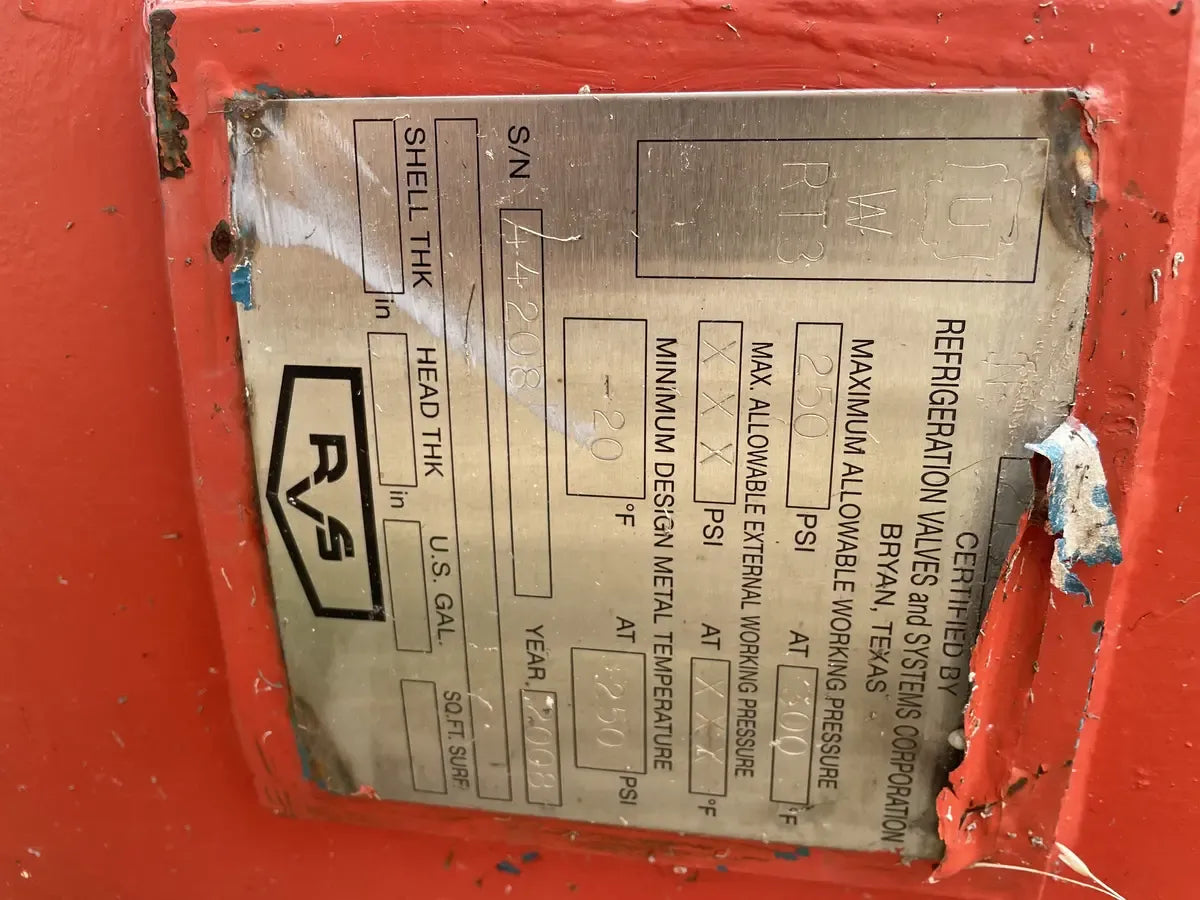 CERTIFIED BY
REFRIGERATION VALVES and SYSTEMS CORPORATION
BRYAN, TEXAS
U
W
RT3
250 PSI AT 300 °F
MAXIMUM ALLOWABLE WORKING PRESSURE
XXX PSI AT XXX °F
MAX. ALLOWABLE EXTERNAL WORKING PRESSURE
MINIMUM DESIGN METAL TEMPERATURE
-20 °F AT 250 PSI
S/N 44208 YEAR 2008
SHELL THK in HEAD THK in U.S. GAL. SQ.FT. SURF
RVS